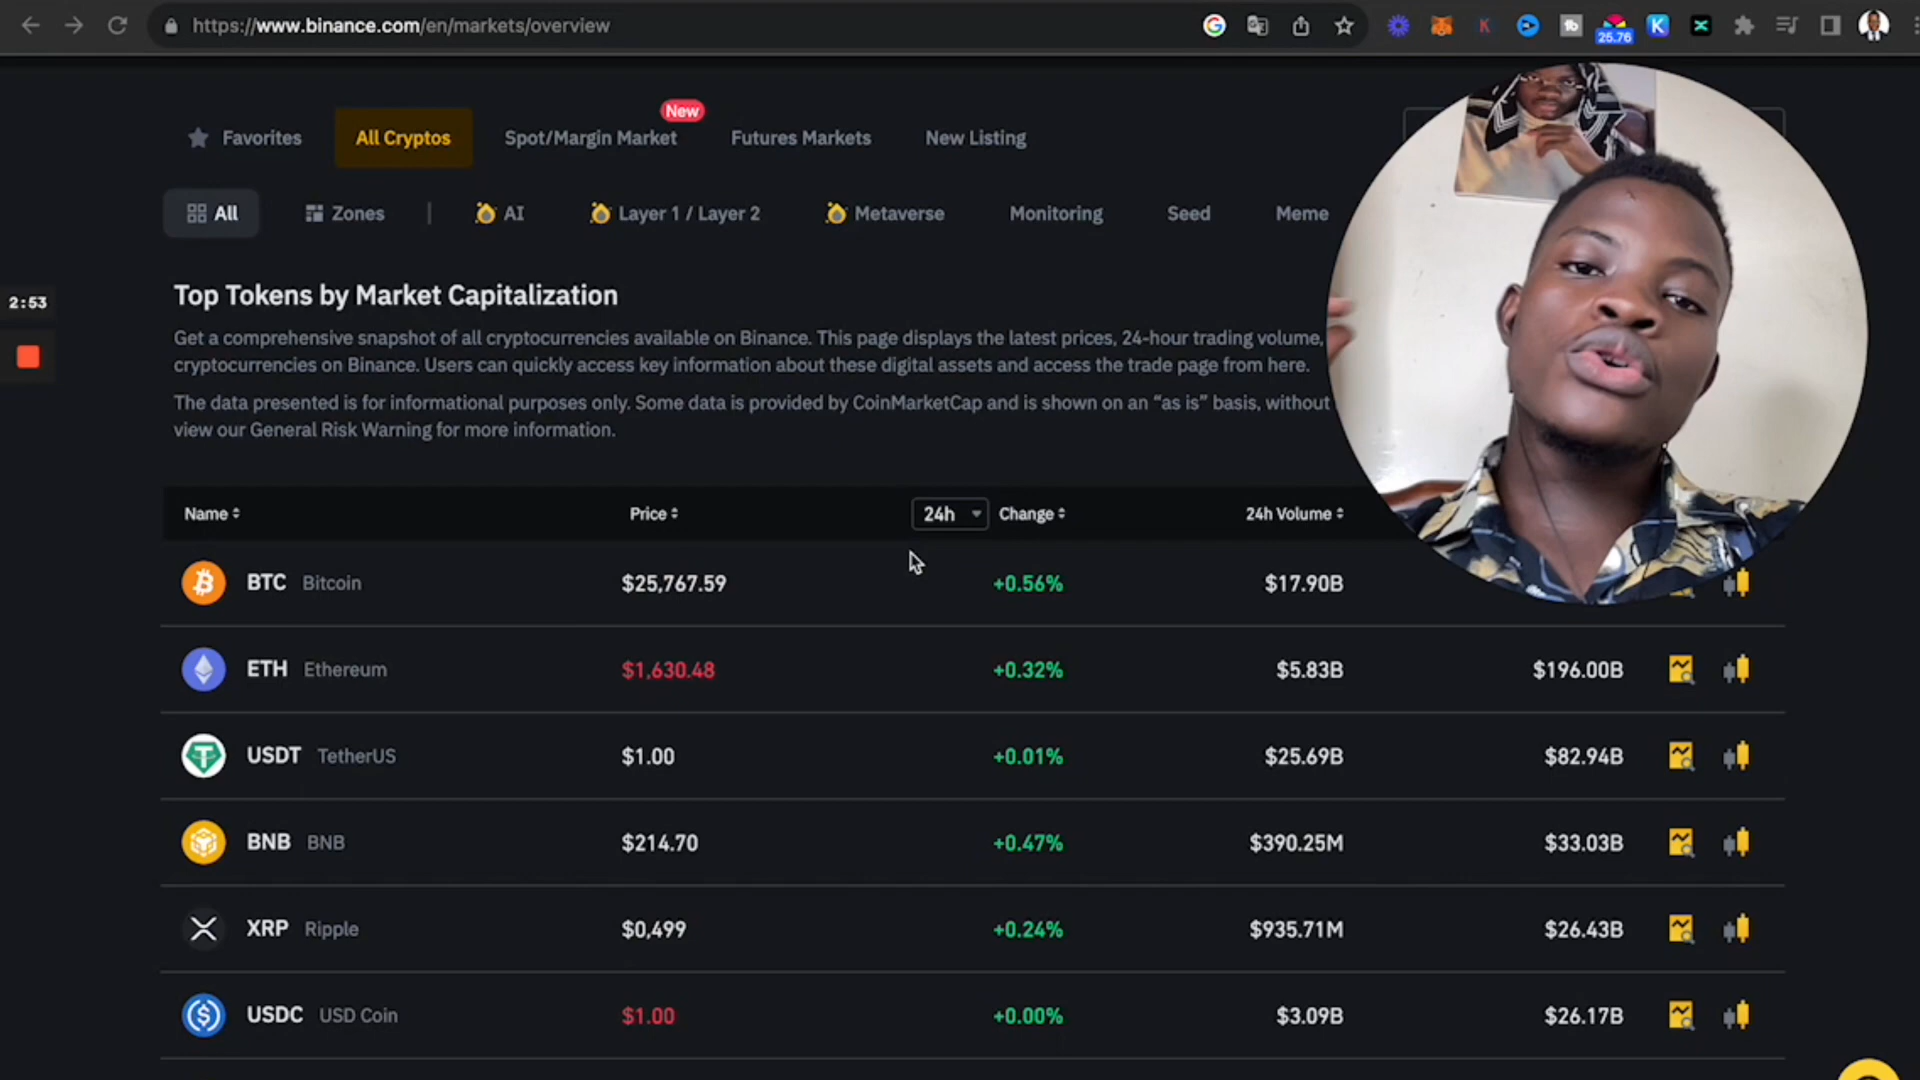 https://www.binance.com/en/markets/overview
25.76
New
Favorites
All Cryptos
Spot/Margin Market
Futures Markets
New Listing
All
Zones
AI
Layer 1 / Layer 2
Metaverse
Monitoring
Seed
Meme
Top Tokens by Market Capitalization
2:53
Get a comprehensive snapshot of all cryptocurrencies available on Binance. This page displays the latest prices, 24-hour trading volume,
cryptocurrencies on Binance. Users can quickly access key information about these digital assets and access the trade page from here.
The data presented is for informational purposes only. Some data is provided by CoinMarketCap and is shown on an “as is” basis, without
view our General Risk Warning for more information.
Name Price 24h Change 24h Volume
BTC Bitcoin $25,767.59 +0.56% $17.90B
ETH Ethereum $1,630.48 +0.32% $5.83B $196.00B
USDT TetherUS $1.00 +0.01% $25.69B $82.94B
BNB BNB $214.70 +0.47% $390.25M $33.03B
XRP Ripple $0,499 +0.24% $935.71M $26.43B
USDC USD Coin $1.00 +0.00% $3.09B $26.17B